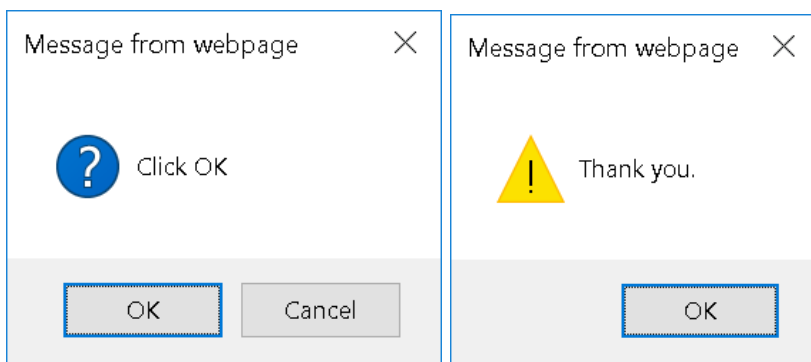 Message from webpage
? Click OK
OK Cancel
Message from webpage
! Thank you.
OK